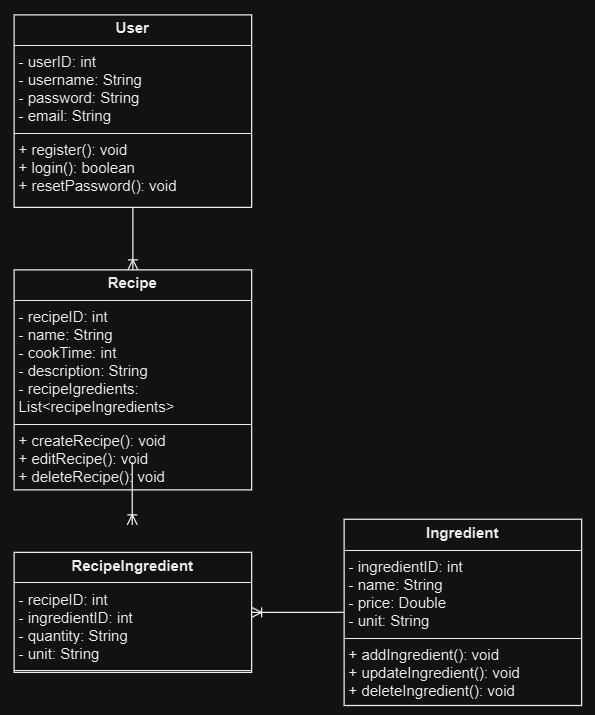 User
- userID: int
- username: String
- password: String
- email: String
+ register(): void
+ login(): boolean
+ resetPassword(): void
Recipe
- recipeID: int
- name: String
- cookTime: int
- description: String
- recipeIgredients:
List<recipeIngredients>
+ createRecipe(): void
+ editRecipe(): void
+ deleteRecipe(): void
RecipeIngredient
- recipeID: int
- ingredientID: int
- quantity: String
- unit: String
Ingredient
- ingredientID: int
- name: String
- price: Double
- unit: String
+ addIngredient(): void
+ updateIngredient(): void
+ deleteIngredient(): void